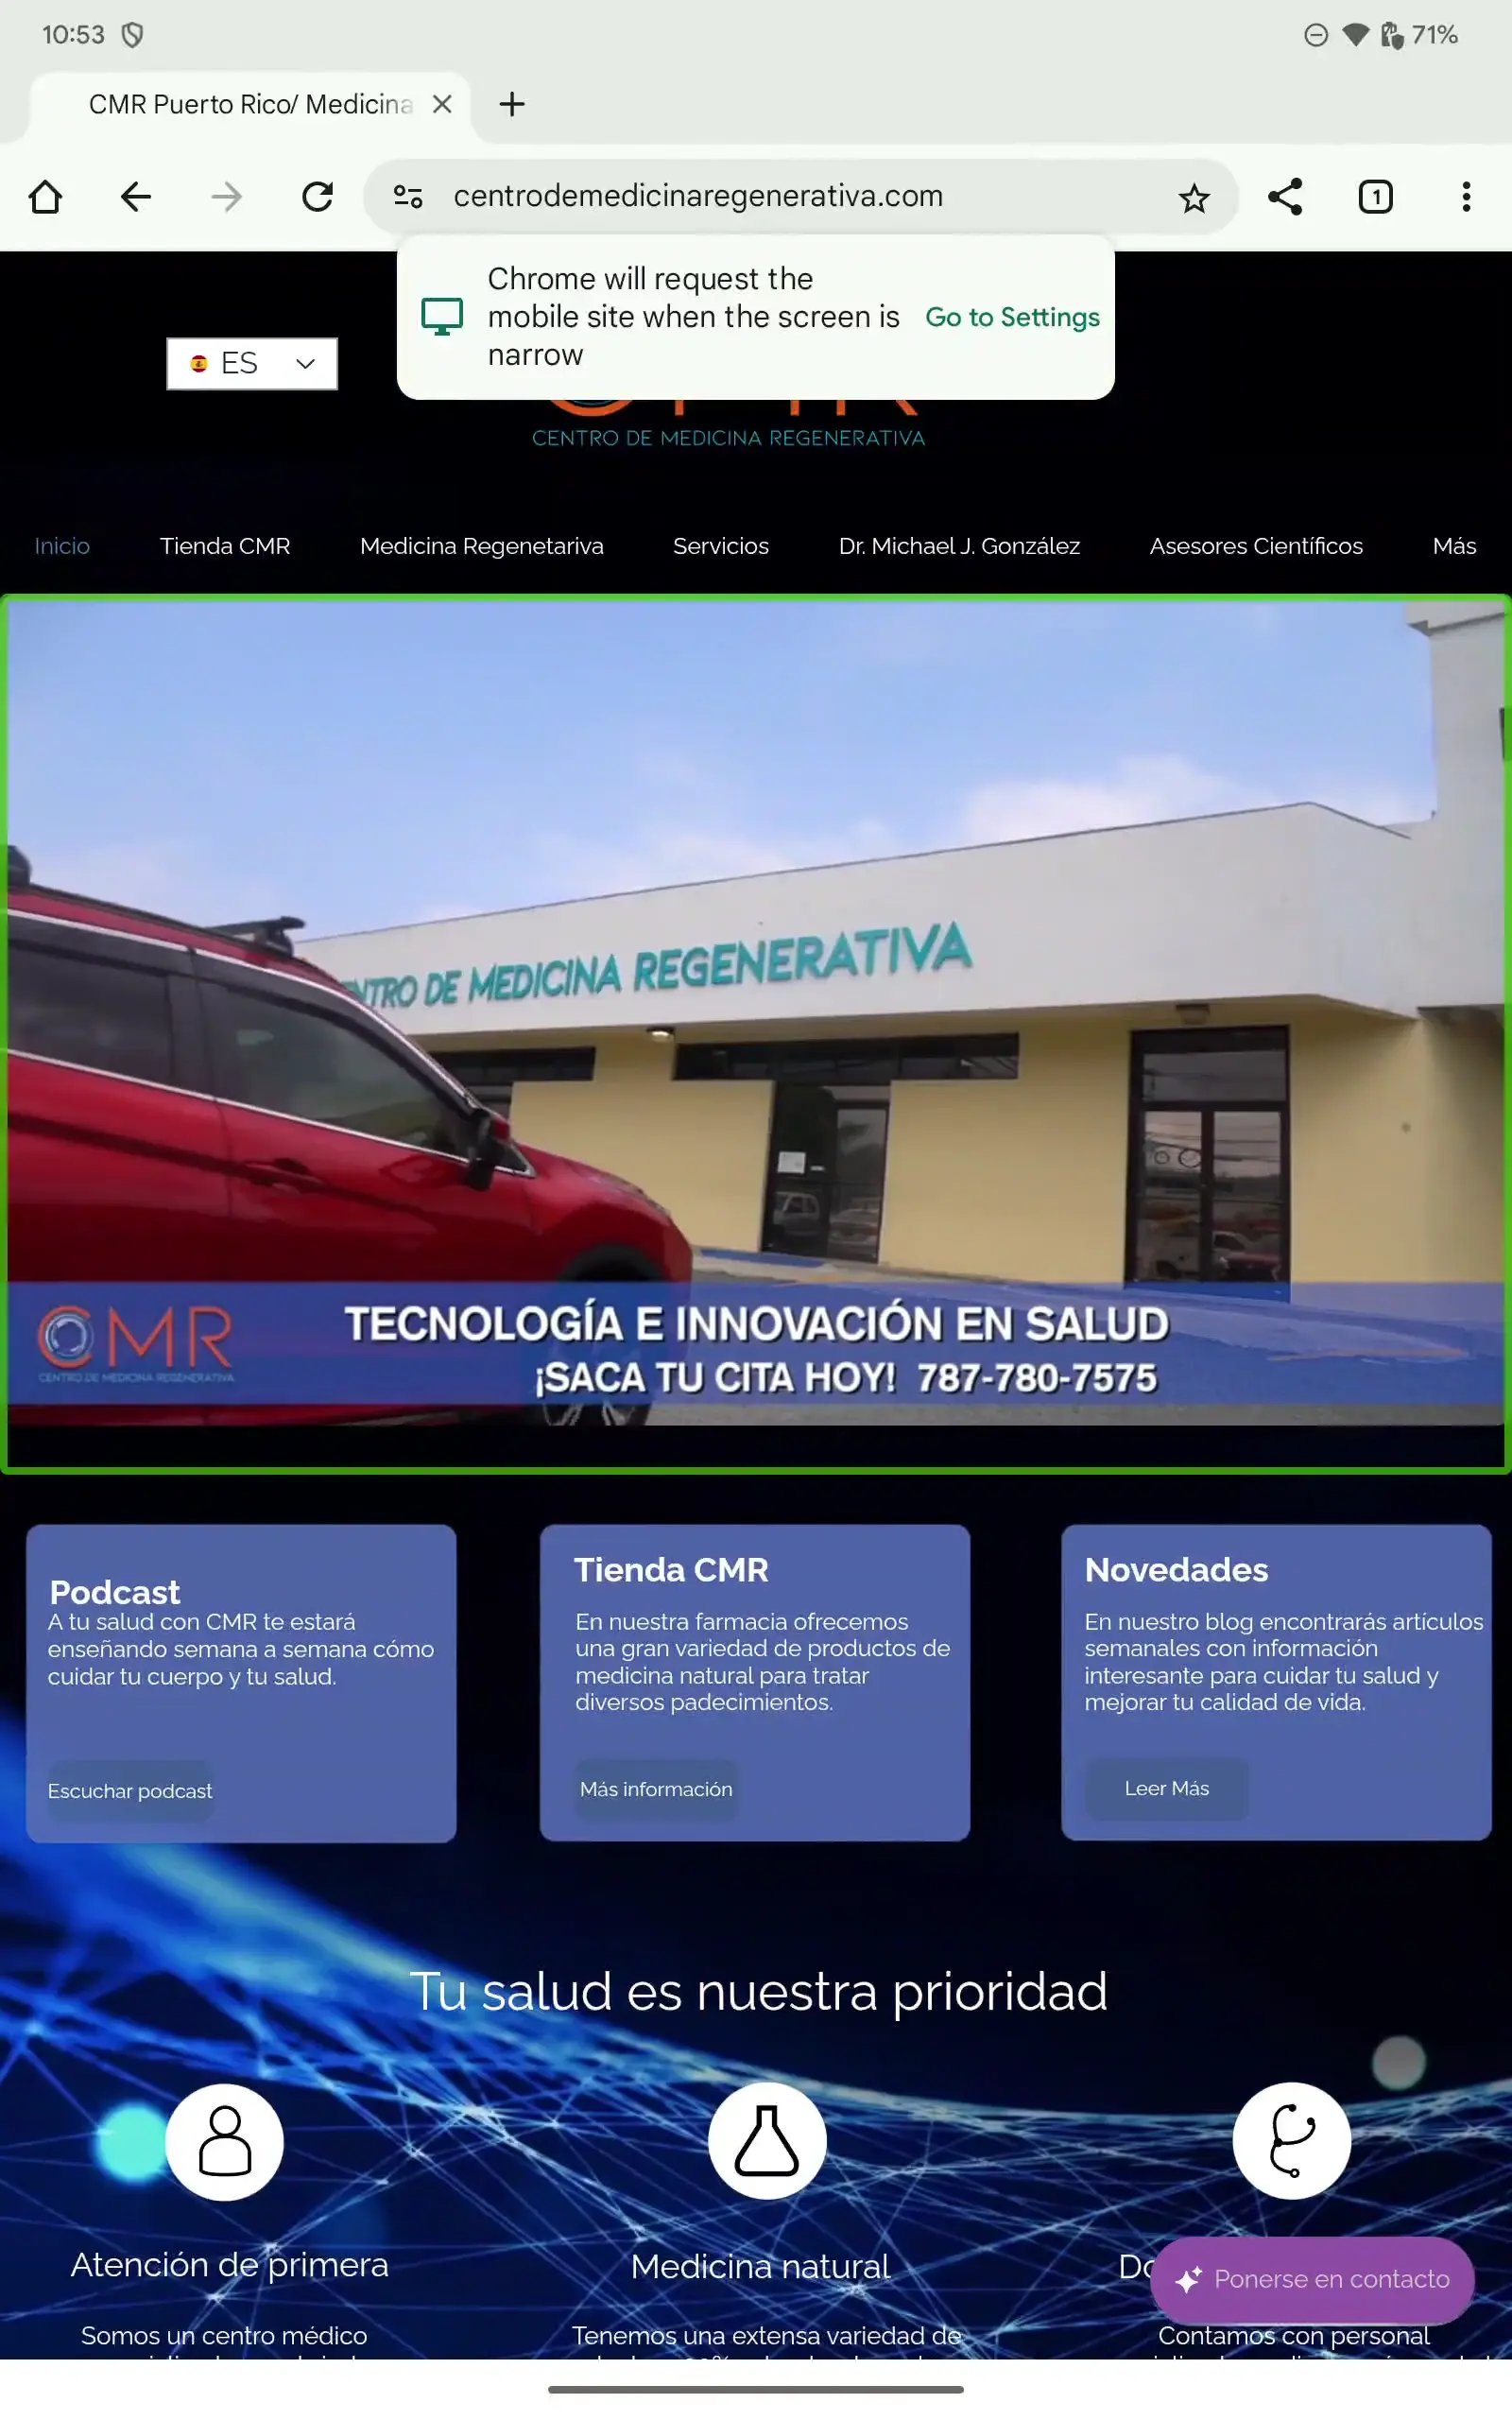 10:53
71%
CMR Puerto Rico/ Medicina
centrodemedicinaregenerativa.com
1
Chrome will request the
mobile site when the screen is
narrow
Go to Settings
ES
CENTRO DE MEDICINA REGENERATIVA
Inicio
Tienda CMR
Medicina Regenetariva
Servicios
Dr. Michael J. González
Asesores Científicos
Más
DE MEDICINA REGENERATIVA
CMR
CENTRO DE MEDICINA REGENERATIVA
TECNOLOGÍA E INNOVACIÓN EN SALUD
¡SACA TU CITA HOY! 787-780-7575
Podcast
A tu salud con CMR te estará
enseñando semana a semana cómo
cuidar tu cuerpo y tu salud.
Escuchar podcast
Tienda CMR
En nuestra farmacia ofrecemos
una gran variedad de productos de
medicina natural para tratar
diversos padecimientos.
Más información
Novedades
En nuestro blog encontrarás artículos
semanales con información
interesante para cuidar tu salud y
mejorar tu calidad de vida.
Leer Más
Tu salud es nuestra prioridad
Atención de primera
Somos un centro médico
Medicina natural
Tenemos una extensa variedad de
Ponerse en contacto
Contamos con personal